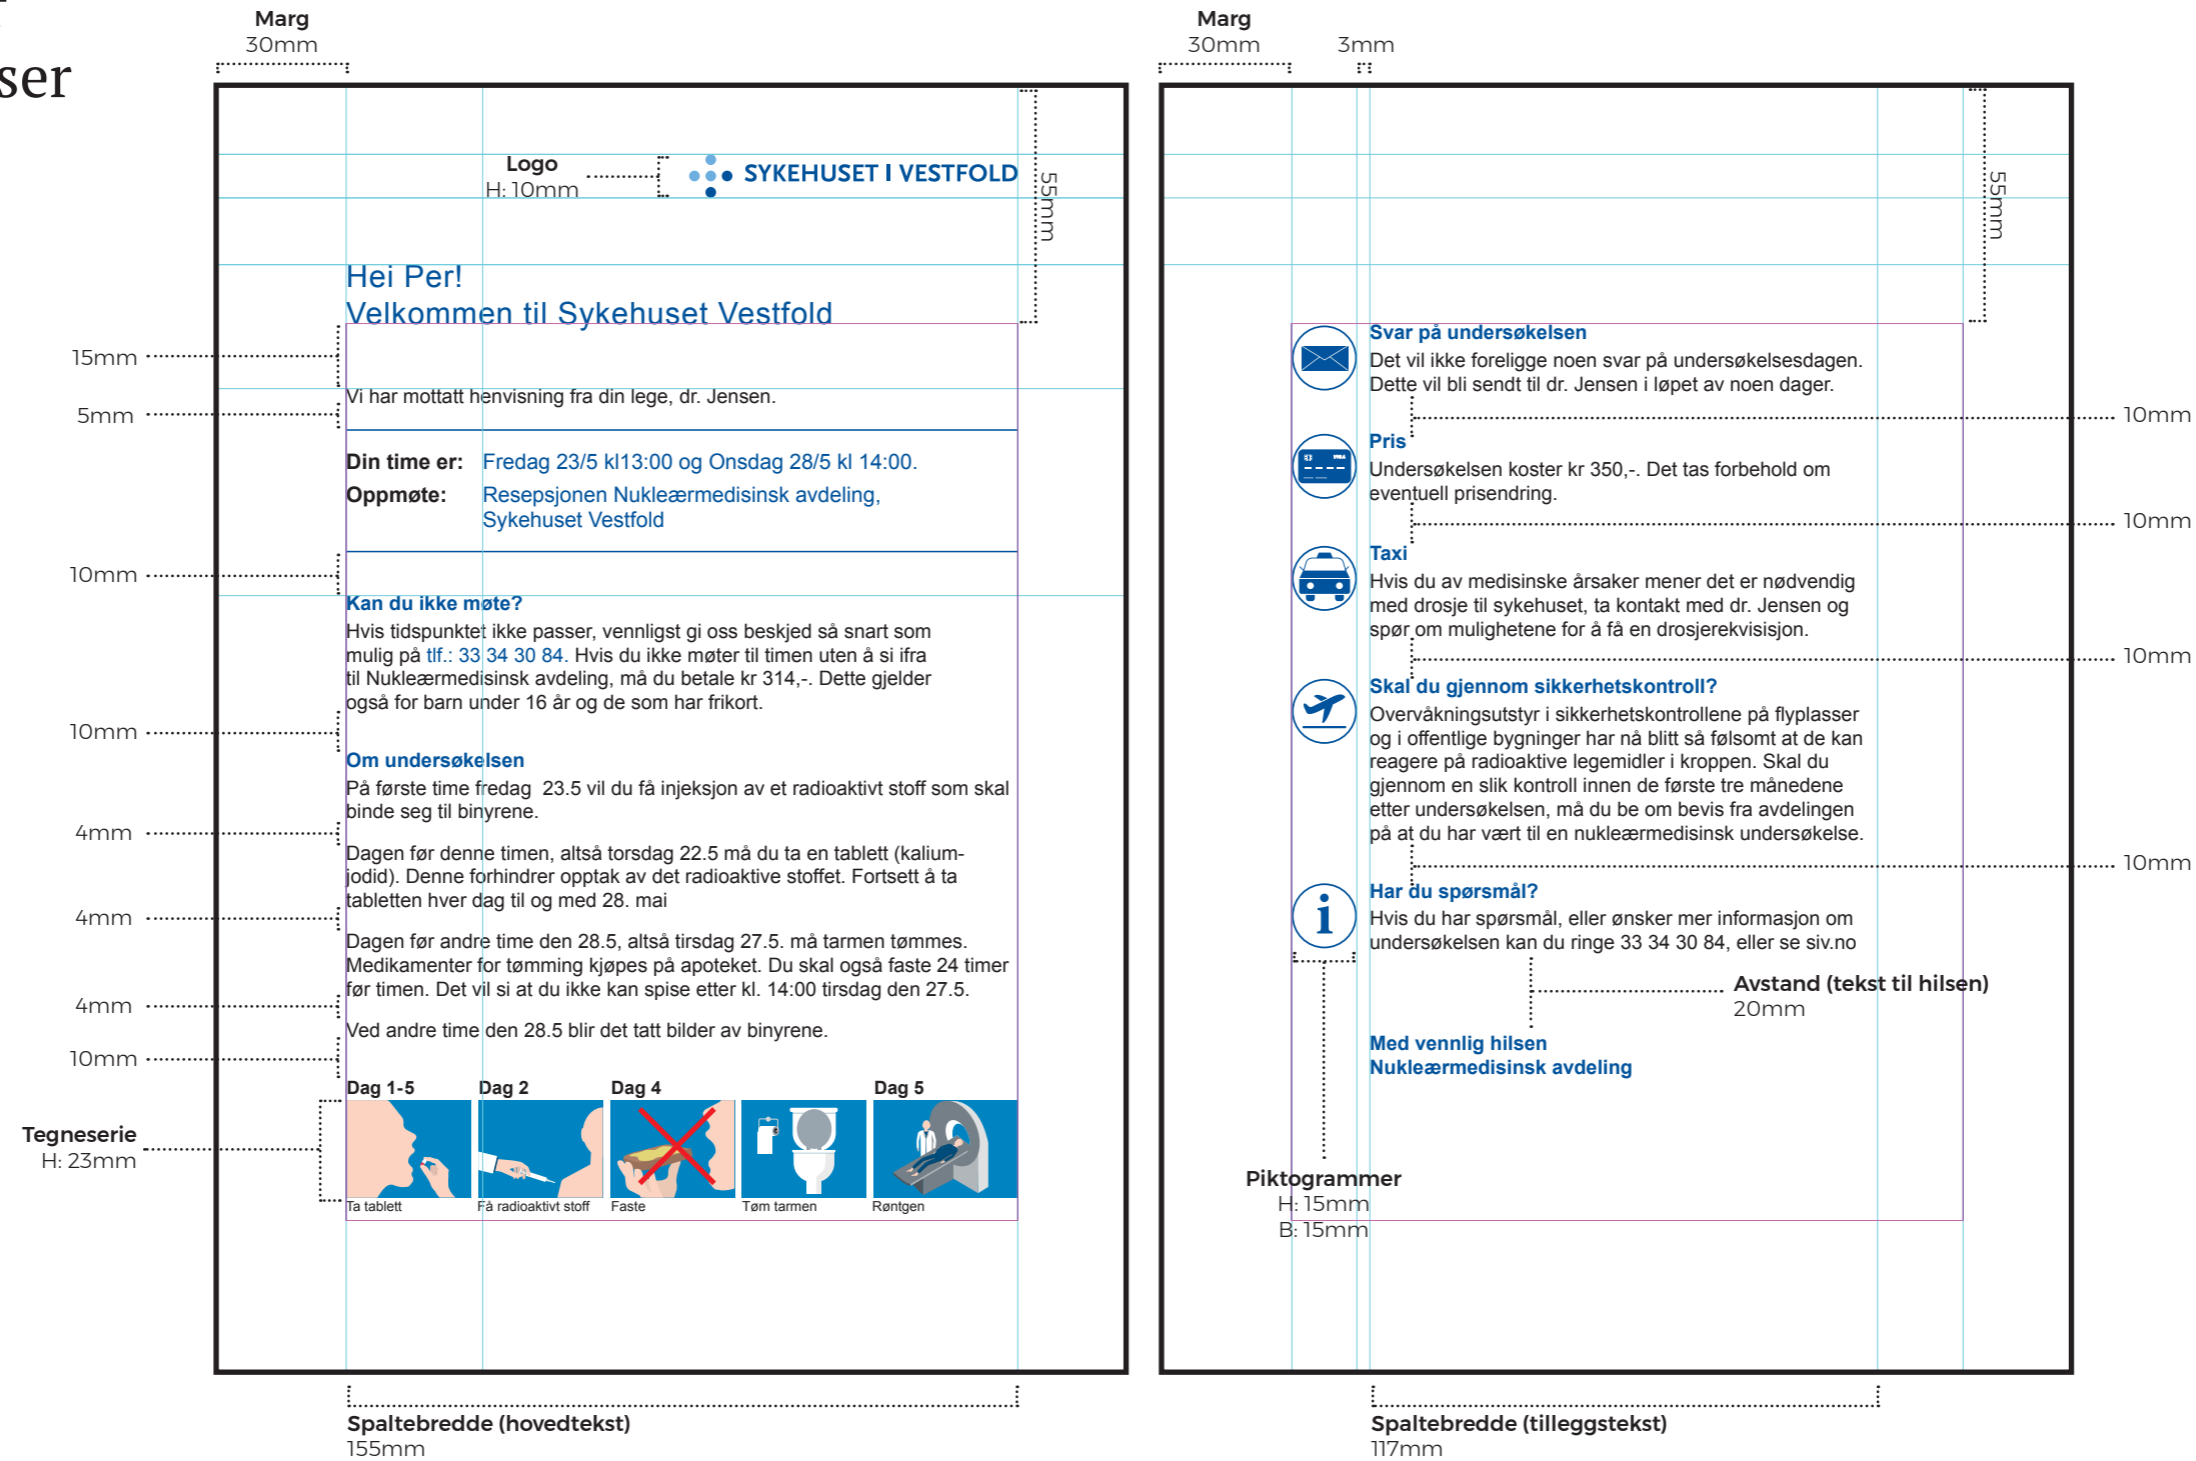 ser
Marg
30mm
Logo
H: 10mm
SYKEHUSET I VESTFOLD
55mm
Hei Per!
Velkommen til Sykehuset Vestfold
15mm
Vi har mottatt henvisning fra din lege, dr. Jensen.
5mm
Din time er: Fredag 23/5 kl13:00 og Onsdag 28/5 kl 14:00.
Oppmøte: Resepsjonen Nukleærmedisinsk avdeling,
Sykehuset Vestfold
10mm
Kan du ikke møte?
Hvis tidspunktet ikke passer, vennligst gi oss beskjed så snart som
mulig på tlf.: 33 34 30 84. Hvis du ikke møter til timen uten å si ifra
til Nukleærmedisinsk avdeling, må du betale kr 314,-. Dette gjelder
også for barn under 16 år og de som har frikort.
10mm
Om undersøkelsen
På første time fredag  23.5 vil du få injeksjon av et radioaktivt stoff som skal
binde seg til binyrene.
4mm
Dagen før denne timen, altså torsdag 22.5 må du ta en tablett (kalium-
jodid). Denne forhindrer opptak av det radioaktive stoffet. Fortsett å ta
tabletten hver dag til og med 28. mai
4mm
Dagen før andre time den 28.5, altså tirsdag 27.5. må tarmen tømmes.
Medikamenter for tømming kjøpes på apoteket. Du skal også faste 24 timer
før timen. Det vil si at du ikke kan spise etter kl. 14:00 tirsdag den 27.5.
4mm
Ved andre time den 28.5 blir det tatt bilder av binyrene.
10mm
Dag 1-5 Dag 2 Dag 4 Dag 5
Tegneserie
H: 23mm
Ta tablett Få radioaktivt stoff Faste Tøm tarmen Røntgen
Spaltebredde (hovedtekst)
155mm
Marg
30mm 3mm
55mm
Svar på undersøkelsen
Det vil ikke foreligge noen svar på undersøkelsesdagen.
Dette vil bli sendt til dr. Jensen i løpet av noen dager.
10mm
Pris
Undersøkelsen koster kr 350,-. Det tas forbehold om
eventuell prisendring.
10mm
Taxi
Hvis du av medisinske årsaker mener det er nødvendig
med drosje til sykehuset, ta kontakt med dr. Jensen og
spør om mulighetene for å få en drosjerekvisisjon.
10mm
Skal du gjennom sikkerhetskontroll?
Overvåkningsutstyr i sikkerhetskontrollene på flyplasser
og i offentlige bygninger har nå blitt så følsomt at de kan
reagere på radioaktive legemidler i kroppen. Skal du
gjennom en slik kontroll innen de første tre månedene
etter undersøkelsen, må du be om bevis fra avdelingen
på at du har vært til en nukleærmedisinsk undersøkelse.
10mm
i
Har du spørsmål?
Hvis du har spørsmål, eller ønsker mer informasjon om
undersøkelsen kan du ringe 33 34 30 84, eller se siv.no
Avstand (tekst til hilsen)
20mm
Med vennlig hilsen
Nukleærmedisinsk avdeling
Piktogrammer
H: 15mm
B: 15mm
Spaltebredde (tilleggstekst)
117mm